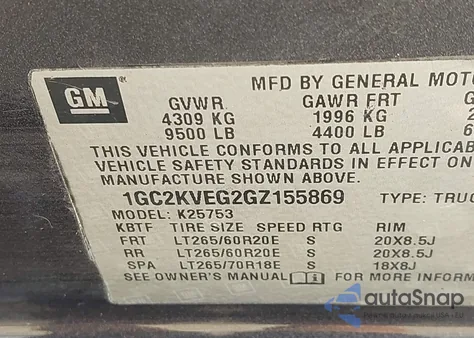 GM
MFD BY GENERAL MOTO
GVWR GAWR FRT G
4309 KG 1996 KG 2
9500 LB 4400 LB 6
THIS VEHICLE CONFORMS TO ALL APPLICAB
VEHICLE SAFETY STANDARDS IN EFFECT ON
MANUFACTURE SHOWN ABOVE.
1GC2KVEG2GZ155869 TYPE: TRUC
MODEL: K25753
KBTF TIRE SIZE SPEED RTG RIM
FRT LT265/60R20E S 20X8.5J
RR LT265/60R20E S 20X8.5J
SPA LT265/70R18E S 18X8J
SEE OWNER'S MANUAL FOR MORE INFORM
autoSnap